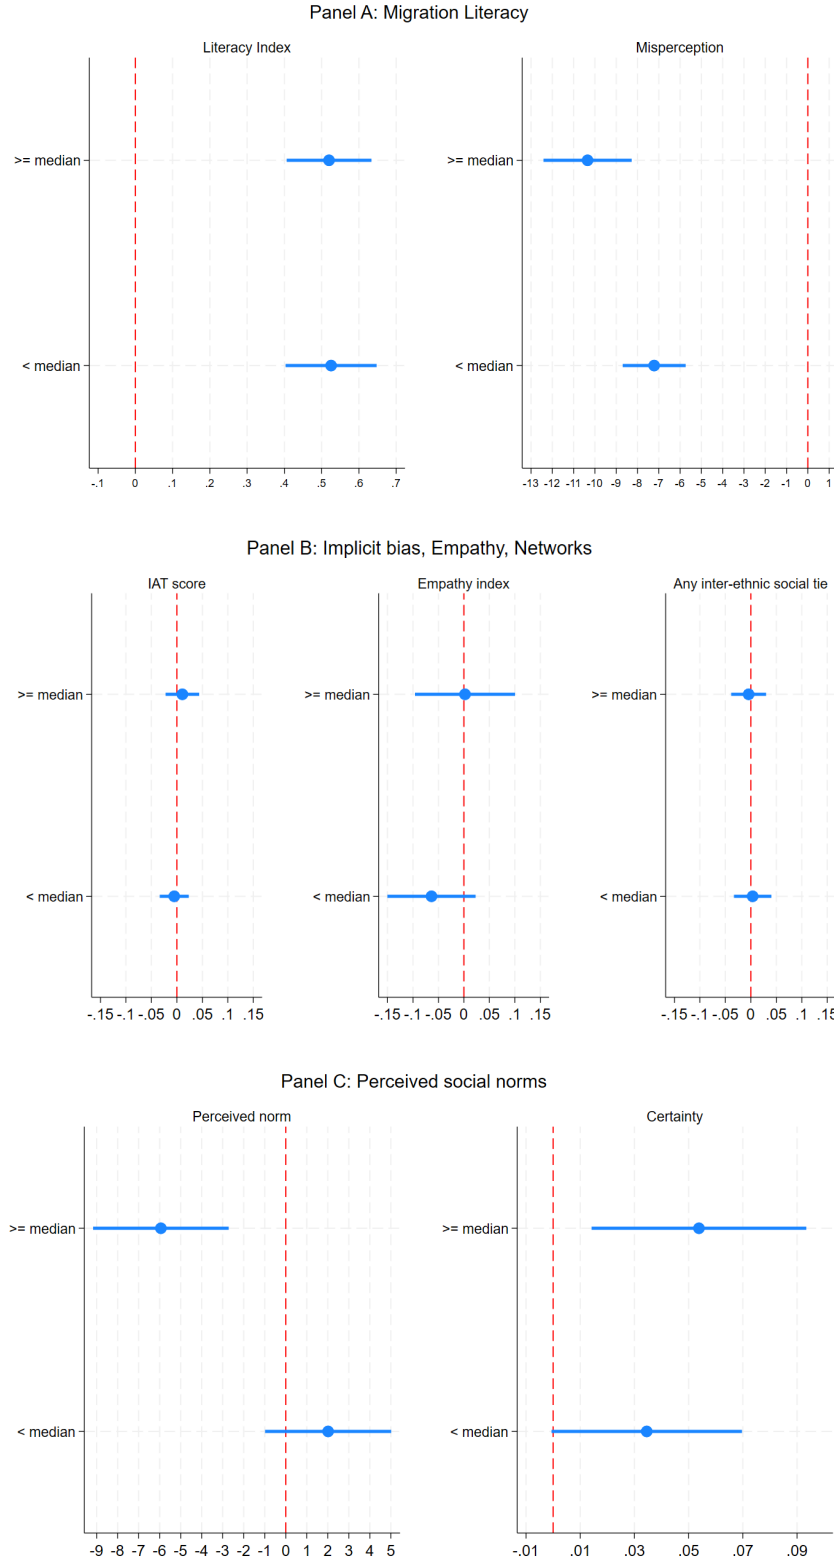 Panel A: Migration Literacy
Literacy Index
>= median
< median
-.1 0 .1 .2 .3 .4 .5 .6 .7
Misperception
>= median
< median
-13 -12 -11 -10 -9 -8 -7 -6 -5 -4 -3 -2 -1 0 1
Panel B: Implicit bias, Empathy, Networks
IAT score
>= median
< median
-.15 -.1 -.05 0 .05 .1 .15
Empathy index
>= median
< median
-.15 -.1 -.05 0 .05 .1 .15
Any inter-ethnic social tie
>= median
< median
-.15 -.1 -.05 0 .05 .1 .15
Panel C: Perceived social norms
Perceived norm
>= median
< median
-9 -8 -7 -6 -5 -4 -3 -2 -1 0 1 2 3 4 5
Certainty
>= median
< median
-.01 .01 .03 .05 .07 .09